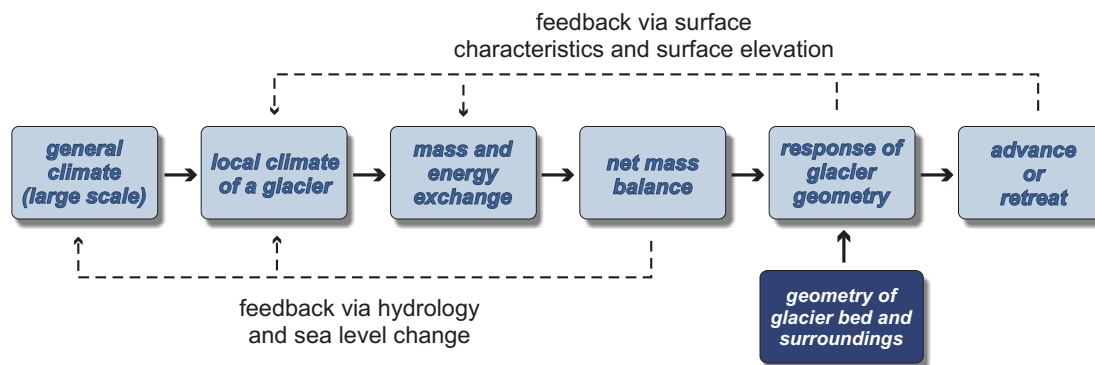 feedback via surface
characteristics and surface elevation
general
climate
(large scale)
local climate
of a glacier
mass and
energy
exchange
net mass
balance
response of
glacier
geometry
advance
or
retreat
feedback via hydrology
and sea level change
geometry of
glacier bed and
surroundings